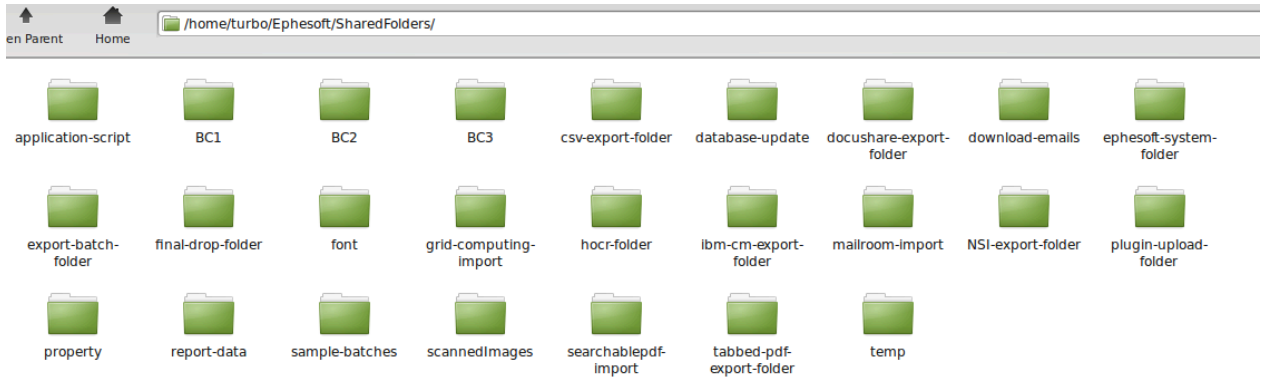 /home/turbo/Ephesoft/SharedFolders/
en Parent Home
application-script BC1 BC2 BC3 csv-export-folder database-update docushare-export- download-emails ephesoft-system-
folder folder
export-batch- final-drop-folder font grid-computing- hocr-folder ibm-cm-export- mailroom-import NSI-export-folder plugin-upload-
folder import folder folder
property report-data sample-batches scannedImages searchablepdf- tabbed-pdf- temp
import export-folder